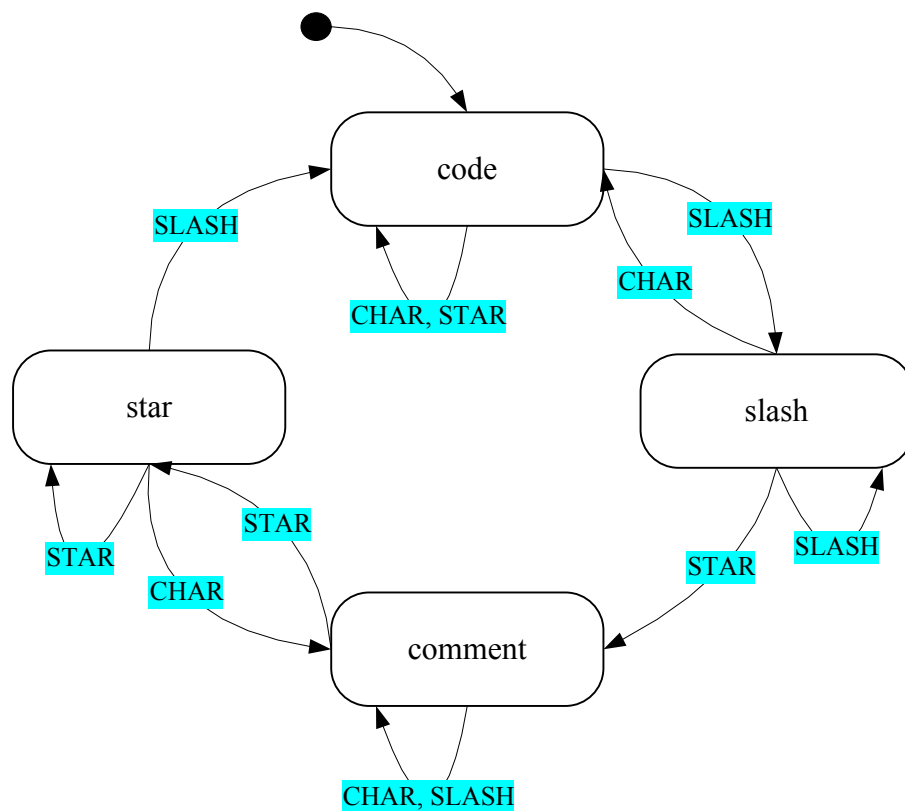 code
SLASH
SLASH
CHAR
CHAR, STAR
star
slash
STAR
STAR
SLASH
STAR
CHAR
comment
CHAR, SLASH